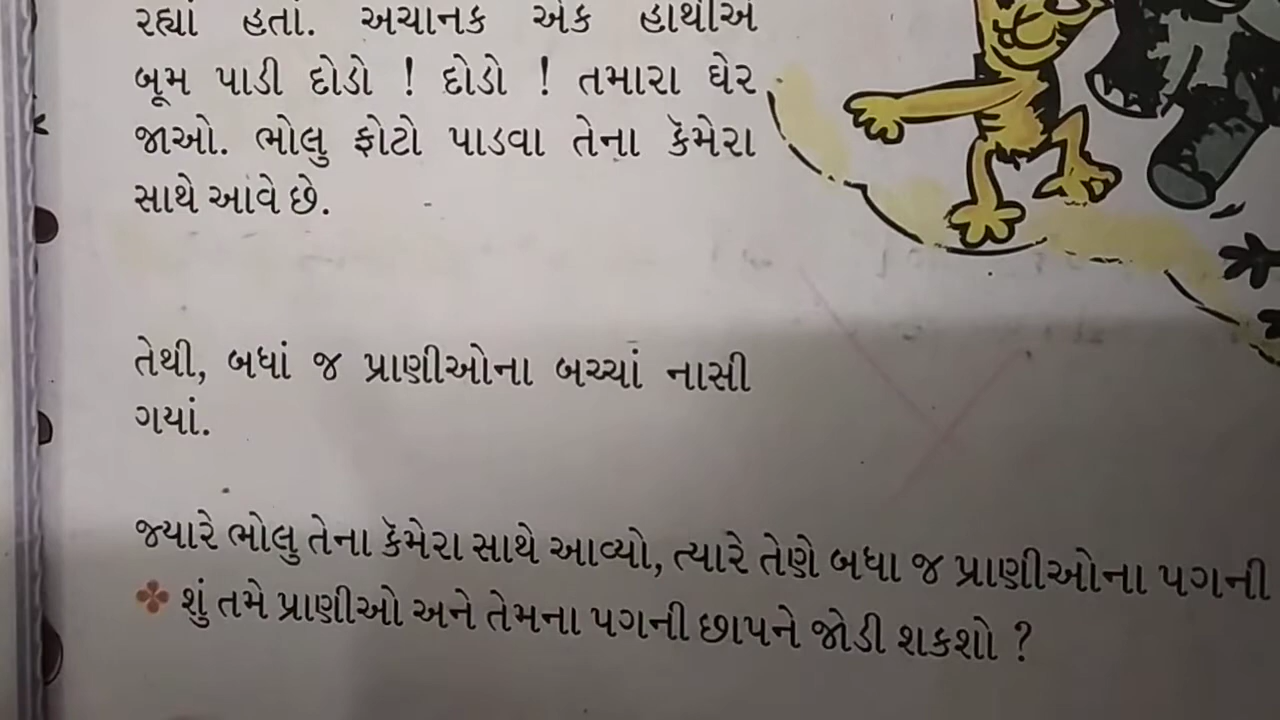 રહ્યાં હતાં. અચાનક એક હાથીએ
બૂમ પાડી દોડો ! દોડો ! તમારા ઘેર
જાઓ. ભોલુ ફોટો પાડવા તેના કૅમેરા
સાથે આવે છે.
તેથી, બધાં જ પ્રાણીઓના બચ્ચાં નાસી
ગયાં.
જ્યારે ભોલુ તેના કૅમેરા સાથે આવ્યો, ત્યારે તેણે બધા જ પ્રાણીઓના પગની
શું તમે પ્રાણીઓ અને તેમના પગની છાપને જોડી શકશો ?